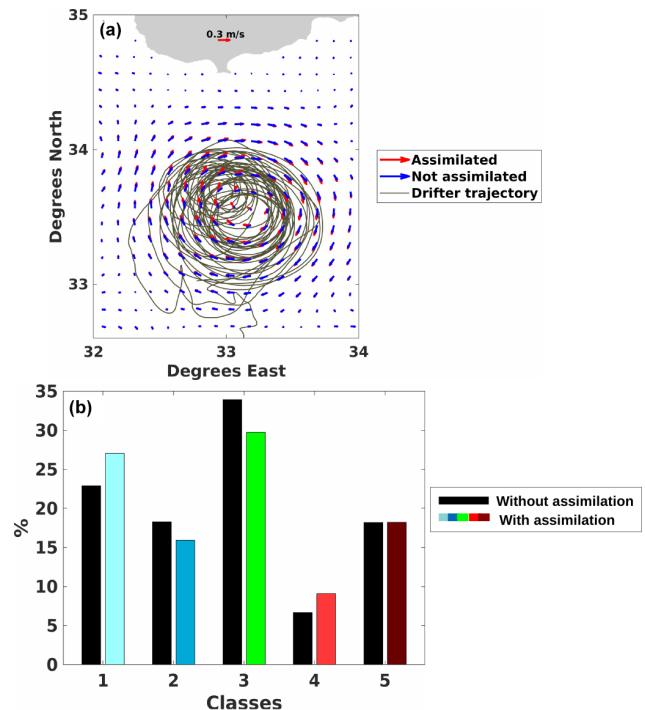 (a)
0.3 m/s
35
34
33
Degrees North
32
33
34
Degrees East
Assimilated
Not assimilated
Drifter trajectory
(b)
35
30
25
20
15
10
5
0
%
1
2
3
4
5
Classes
Without assimilation
With assimilation